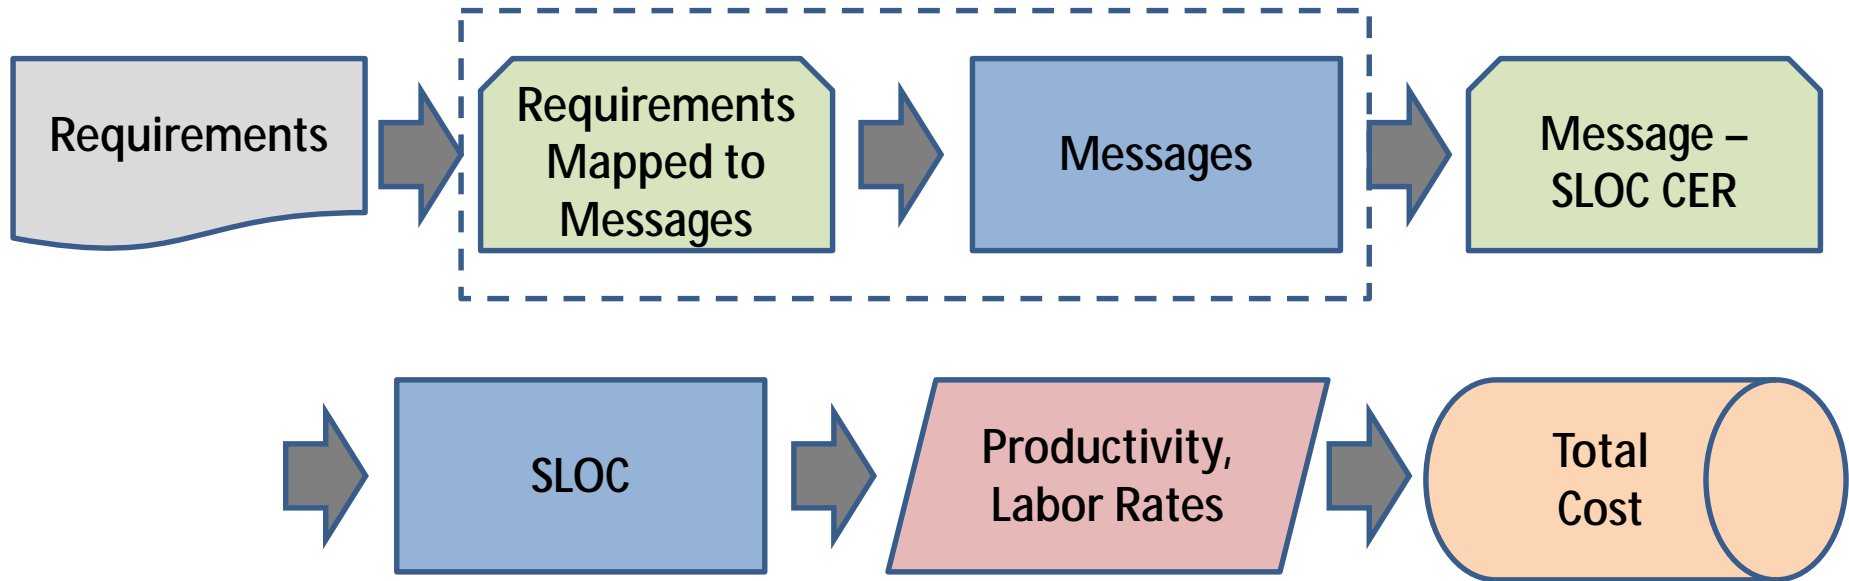 Requirements
Requirements
Mapped to
Messages
Messages
Message –
SLOC CER
SLOC
Productivity,
Labor Rates
Total
Cost